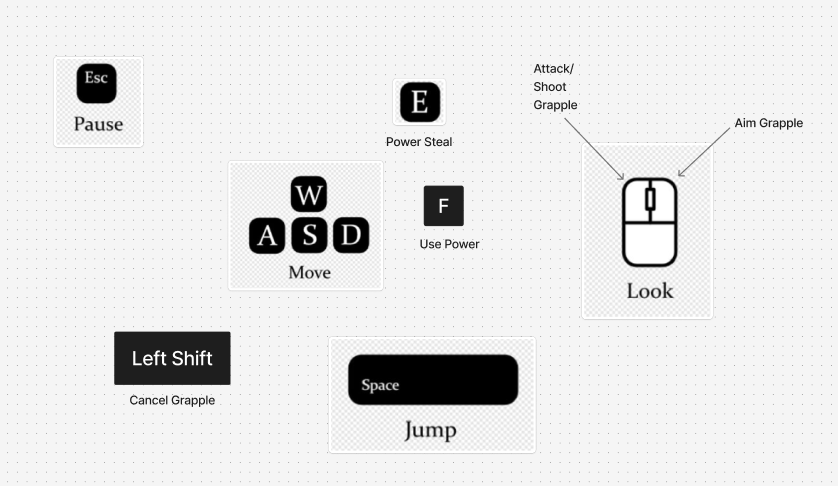 Esc
Pause
E
Power Steal
Attack/
Shoot
Grapple
Aim Grapple
W
A S D
Move
F
Use Power
Look
Left Shift
Cancel Grapple
Space
Jump